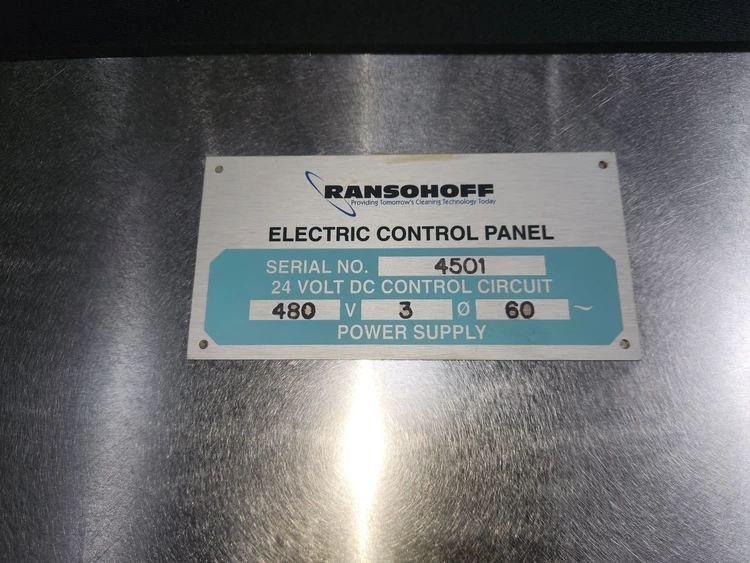 RANSOHOFF
Providing Tomorrow's Cleaning Technology Today
ELECTRIC CONTROL PANEL
SERIAL NO. 4501
24 VOLT DC CONTROL CIRCUIT
480 V 3 Ø 60 ~
POWER SUPPLY